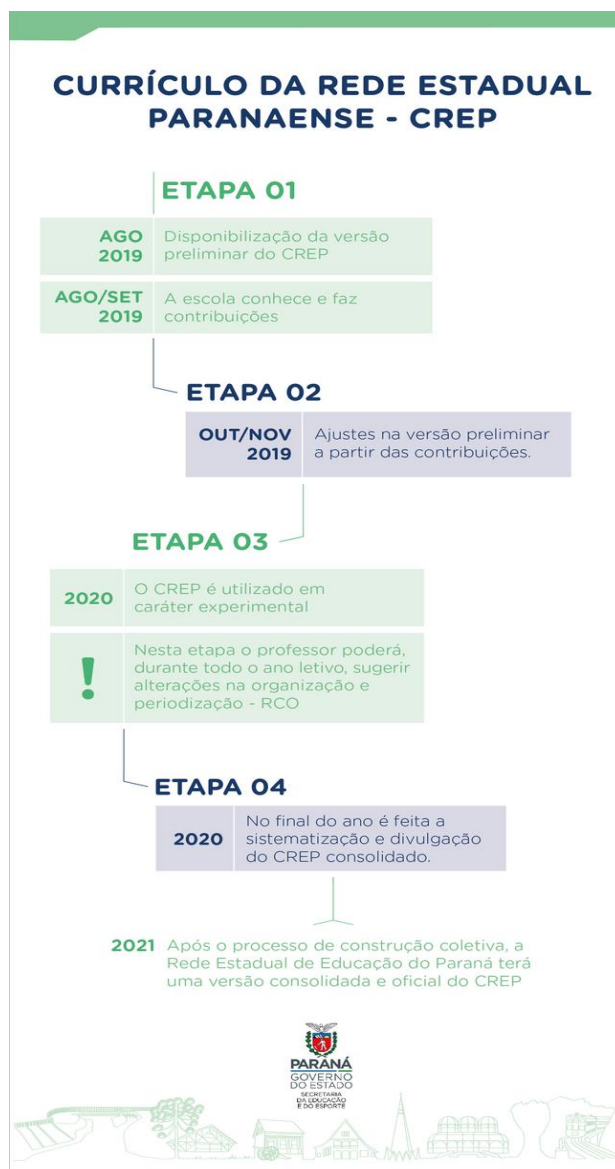 CURRÍCULO DA REDE ESTADUAL
PARANAENSE - CREP
ETAPA 01
AGO
2019
Disponibilização da versão
preliminar do CREP
AGO/SET
2019
A escola conhece e faz
contribuições
ETAPA 02
OUT/NOV
2019
Ajustes na versão preliminar
a partir das contribuições.
ETAPA 03
2020
O CREP é utilizado em
caráter experimental
!
Nesta etapa o professor poderá,
durante todo o ano letivo, sugerir
alterações na organização e
periodização - RCO
ETAPA 04
2020
No final do ano é feita a
sistematização e divulgação
do CREP consolidado.
2021 Após o processo de construção coletiva, a
Rede Estadual de Educação do Paraná terá
uma versão consolidada e oficial do CREP
PARANÁ
GOVERNO
DO ESTADO
SECRETARIA
DA EDUCAÇÃO
E DO ESPORTE